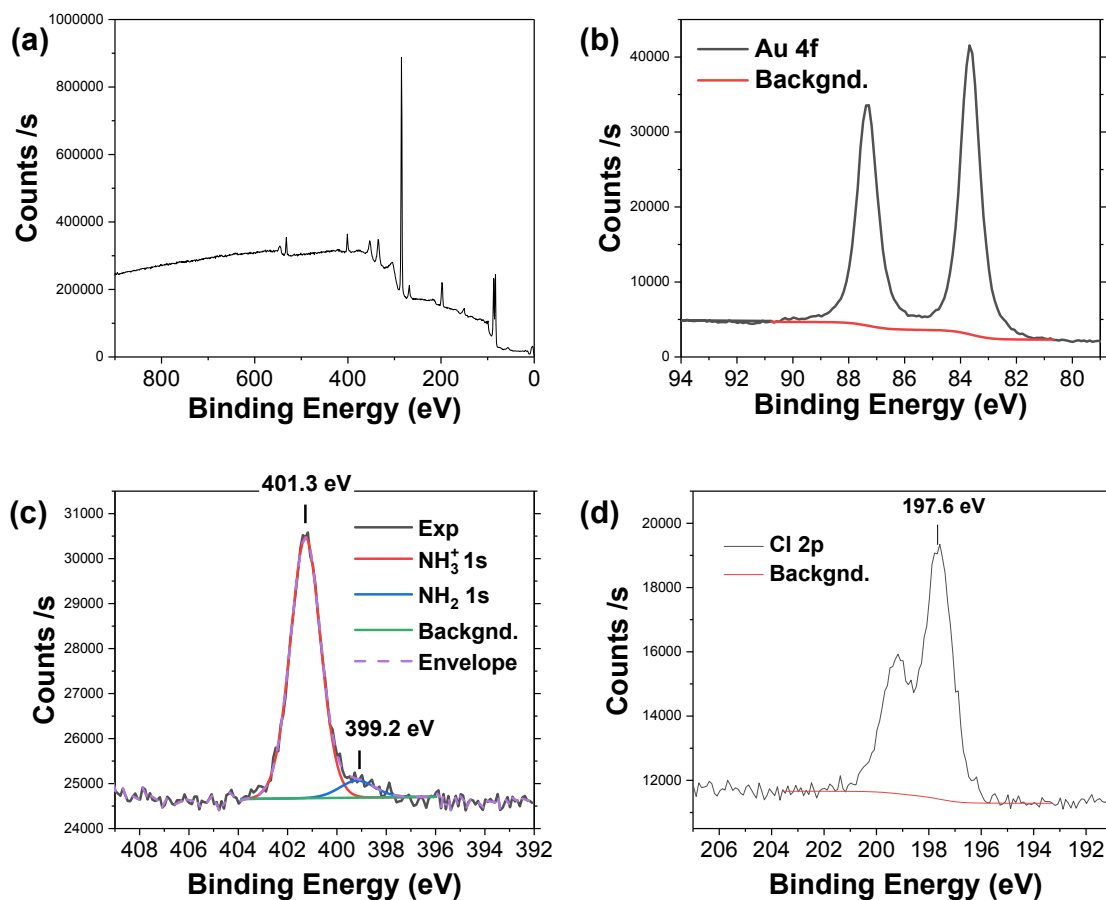 (a)
1000000
800000
600000
400000
200000
0
Counts /s
800 600 400 200 0
Binding Energy (eV)
(b)
Au 4f
Backgnd.
40000
30000
20000
10000
0
Counts /s
94 92 90 88 86 84 82 80
Binding Energy (eV)
(c)
401.3 eV
Exp
NH₃⁺ 1s
NH₂ 1s
Backgnd.
Envelope
399.2 eV
31000
30000
29000
28000
27000
26000
25000
24000
Counts /s
408 406 404 402 400 398 396 394 392
Binding Energy (eV)
(d)
197.6 eV
Cl 2p
Backgnd.
20000
18000
16000
14000
12000
Counts /s
206 204 202 200 198 196 194 192
Binding Energy (eV)